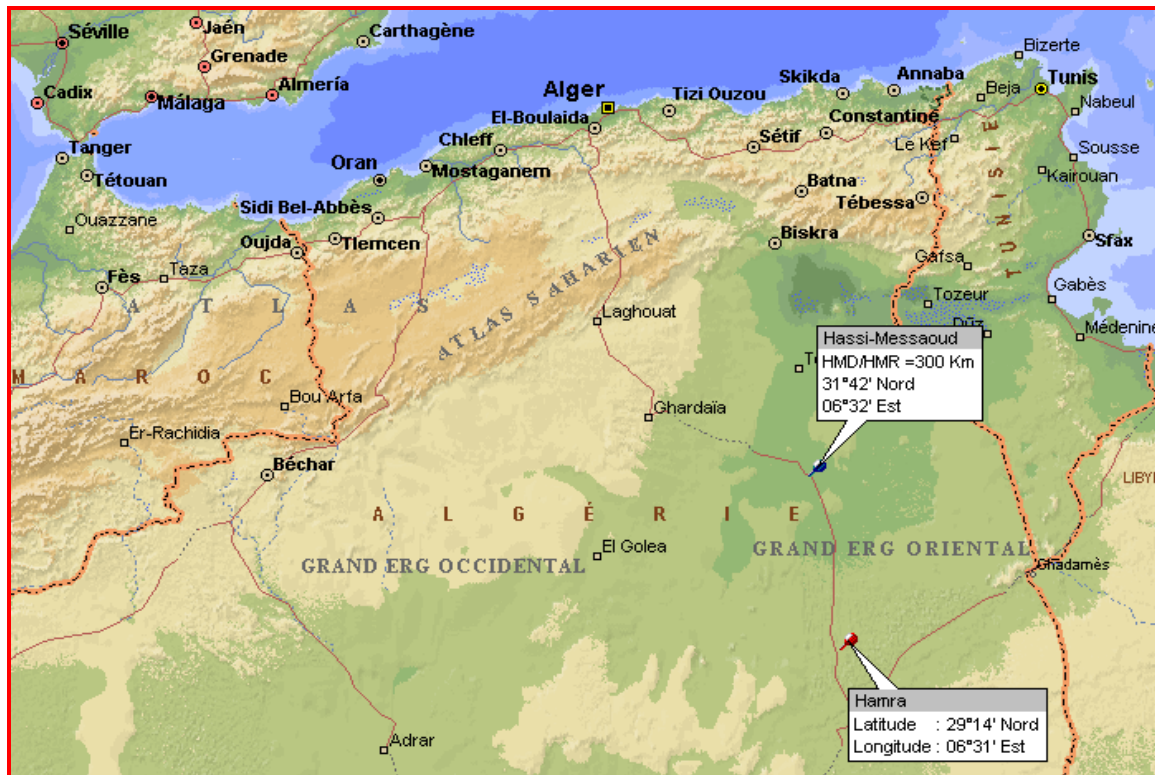 Jaén
Séville
Carthagène
Grenade
Cadix
Málaga
Almería
Bizerte
Skikda
Annaba
Tunis
Beja
Alger
Tizi Ouzou
Nabeul
El-Boulaida
Constantine
Chleff
Sétif
Le Kef
Tanger
Oran
Mostaganem
Sousse
Kairouan
Tétouan
Batna
Tébessa
TUNISIE
Ouazzane
Sidi Bel-Abbès
Oujda
Tlemcen
Biskra
Sfax
Gafsa
Fès
Taza
ATLAS
ATLAS SAHARIEN
Laghouat
Tozeur
Gabès
Médenine
MAROC
Bou Arfa
Hassi-Messaoud
HMD/HMR =300 Km
31°42' Nord
06°32' Est
Ghardaïa
Er-Rachidia
Béchar
ALGÉRIE
GRAND ERG OCCIDENTAL
El Golea
GRAND ERG ORIENTAL
Ghadamès
Hamra
Latitude : 29°14' Nord
Longitude : 06°31' Est
Adrar